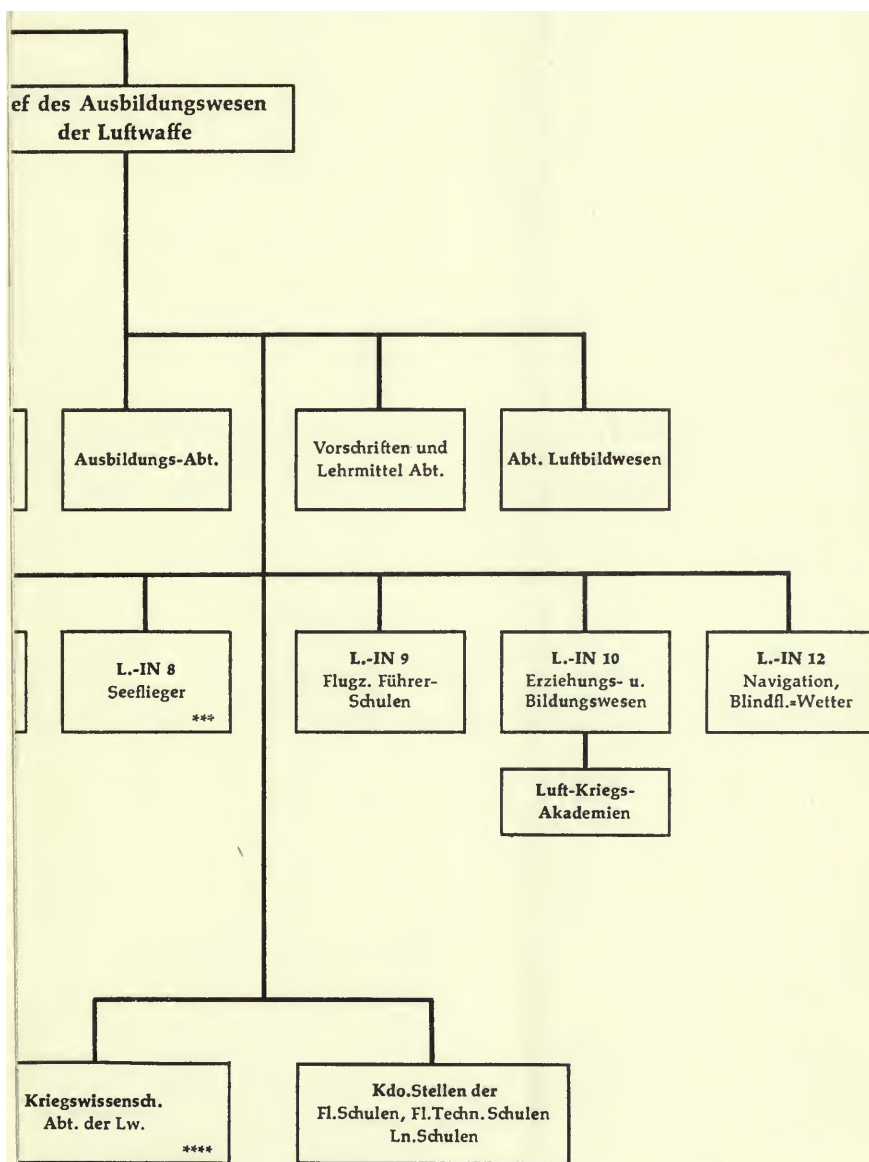 ef des Ausbildungswesen
der Luftwaffe
Ausbildungs-Abt.
Vorschriften und
Lehrmittel Abt.
Abt. Luftbildwesen
L.-IN 8
Seeflieger
***
L.-IN 9
Flugz. Führer-
Schulen
L.-IN 10
Erziehungs- u.
Bildungswesen
L.-IN 12
Navigation,
Blindfl.=Wetter
Luft-Kriegs-
Akademien
Kriegswissensch.
Abt. der Lw.
****
Kdo.Stellen der
Fl.Schulen, Fl.Techn. Schulen
Ln.Schulen